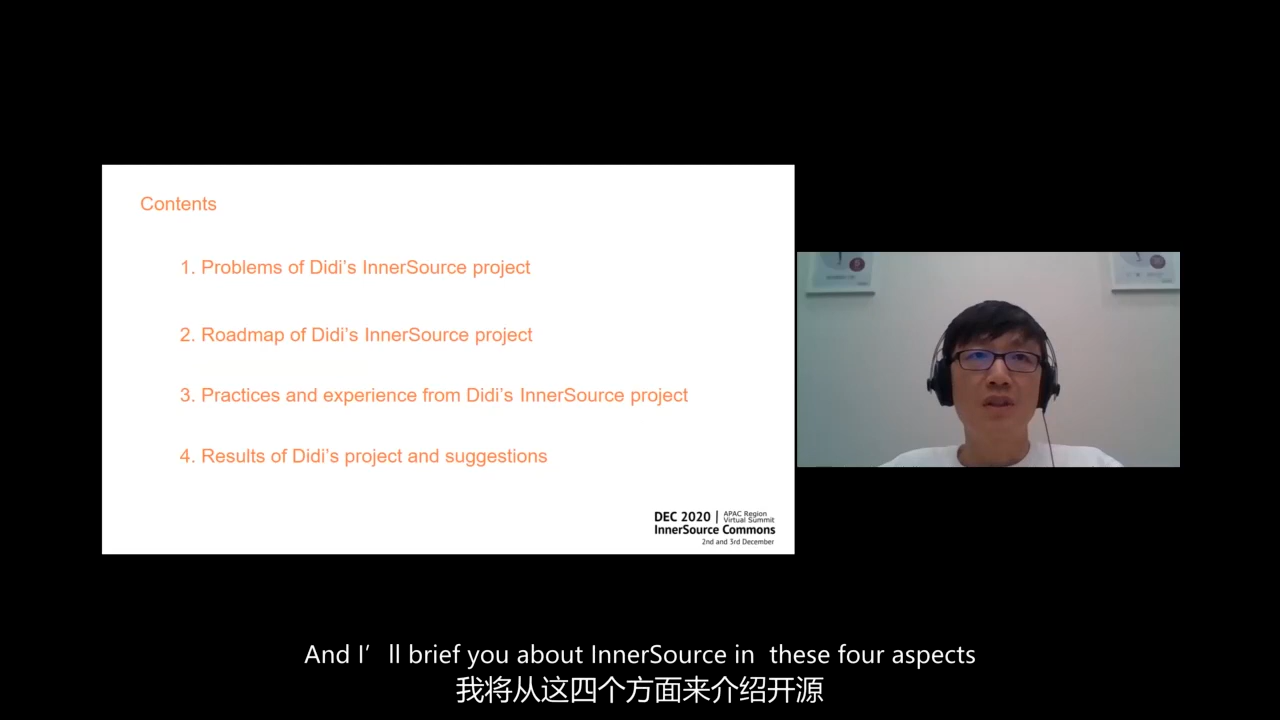 Contents
1. Problems of Didi's InnerSource project
2. Roadmap of Didi's InnerSource project
3. Practices and experience from Didi's InnerSource project
4. Results of Didi's project and suggestions
DEC 2020 | APAC Region
Virtual Summit
InnerSource Commons
2nd and 3rd December
And I’ll brief you about InnerSource in  these four aspects
我将从这四个方面来介绍开源